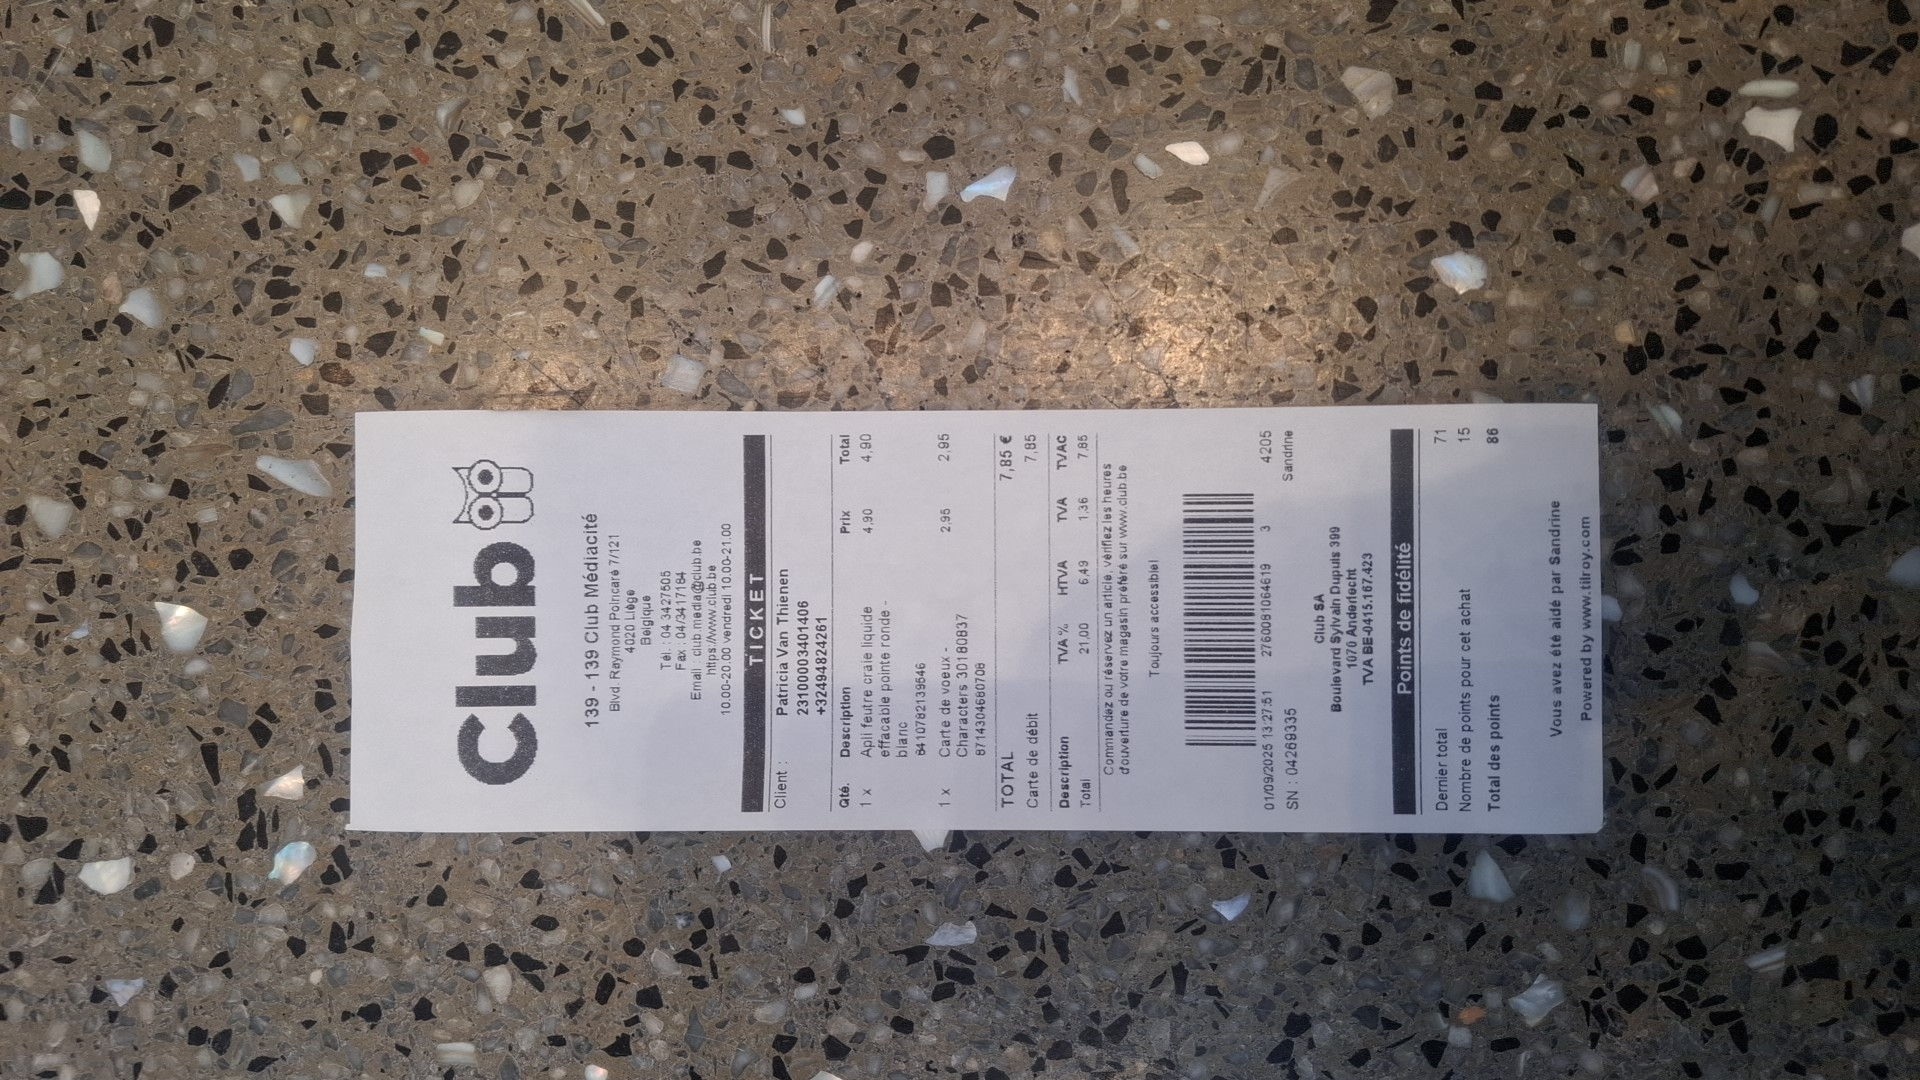 Club
139 - 139 Club Médiacité
Blvd. Raymond Poincaré 7/121
4020 Liège
Belgique
Tél. : 04 3427505
Fax : 04/3417184
Email : club.media@club.be
https://www.club.be
10.00-20.00 vendredi 10.00-21.00
TICKET
Client : Patricia Van Thienen
23100003401406
+32494824261
Qté. Description Prix Total
1 x Apli feutre craie liquide 4,90 4,90
effacable pointe ronde -
blanc
8410782139546
1 x Carte de voeux - 2,95 2,95
Characters 30180837
8714304680708
TOTAL 7,85 €
Carte de débit 7,85
Description TVA % HTVA TVA TVAC
Total 21,00 6,49 1,36 7,85
Commandez ou réservez un article, vérifiez les heures
d'ouverture de votre magasin préféré sur www.club.be
Toujours accessible!
01/09/2025 13:27:51 2760081064619 3 4205
SN : 04269335 Sandrine
Club SA
Boulevard Sylvain Dupuis 399
1070 Anderlecht
TVA BE-0415.167.423
Points de fidélité
Dernier total 71
Nombre de points pour cet achat 15
Total des points 86
Vous avez été aidé par Sandrine
Powered by www.tilroy.com